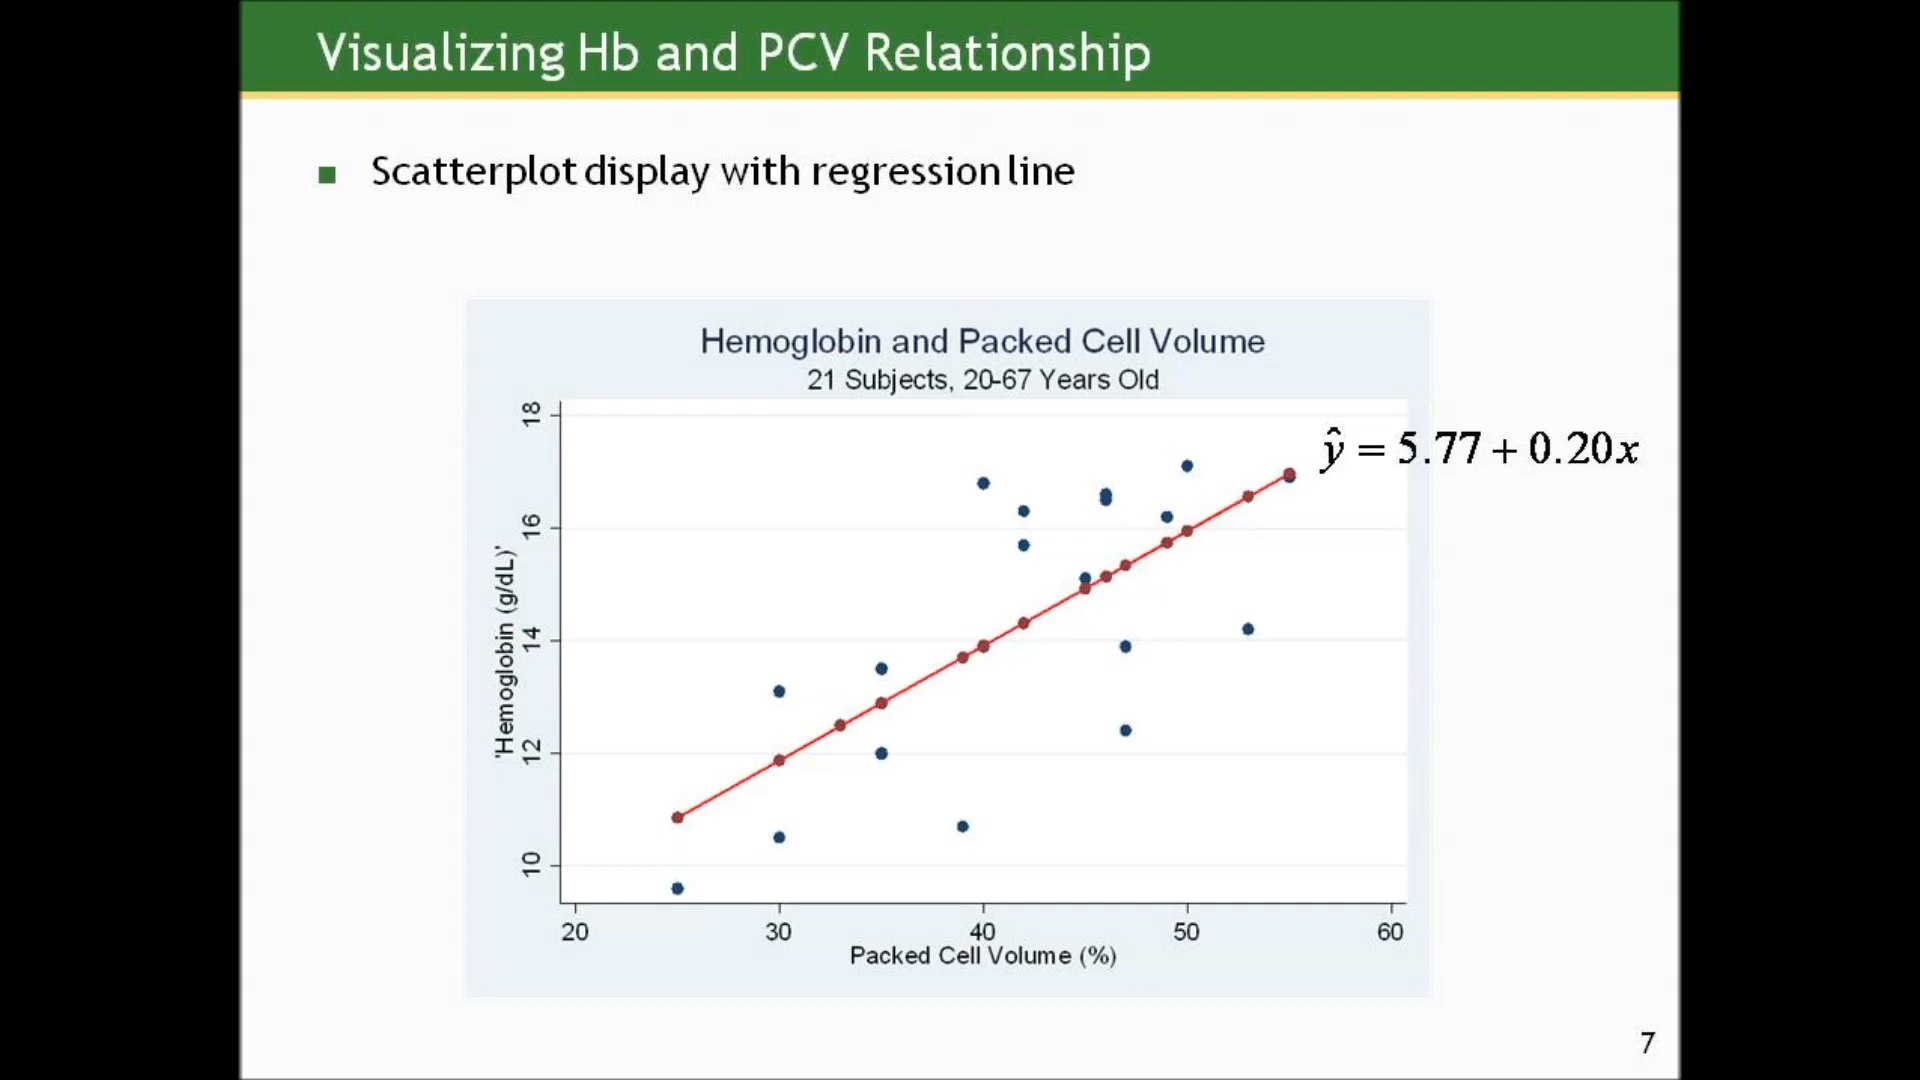 Visualizing Hb and PCV Relationship
Scatterplot display with regression line
Hemoglobin and Packed Cell Volume
21 Subjects, 20-67 Years Old
ŷ = 5.77 + 0.20x
'Hemoglobin (g/dL)'
18
16
14
12
10
20 30 40 50 60
Packed Cell Volume (%)
7